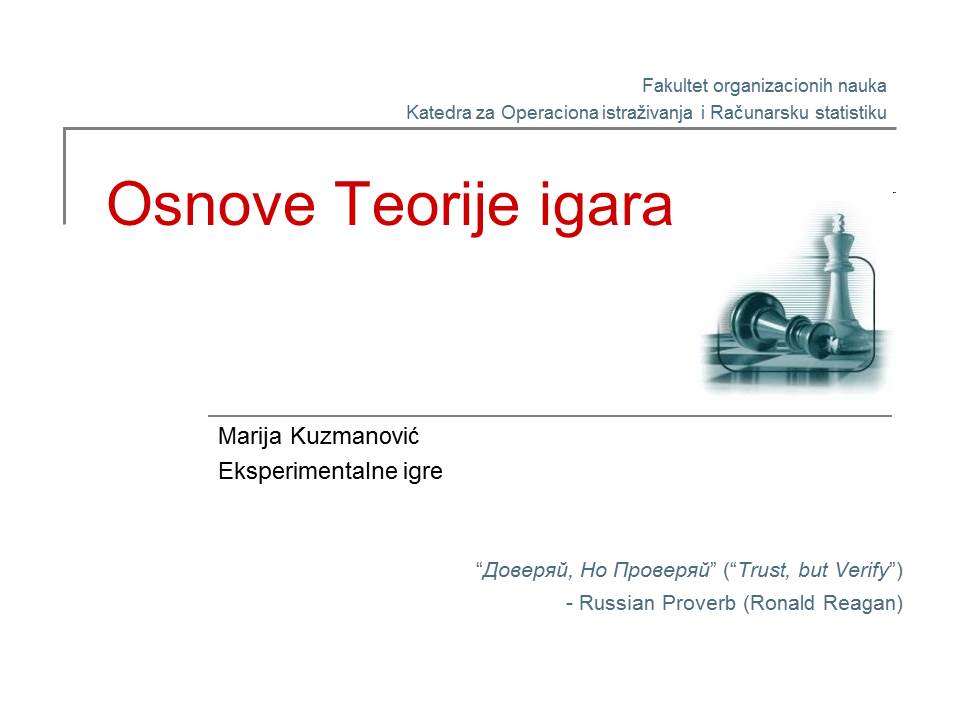 Fakultet organizacionih nauka
Katedra za Operaciona istraživanja i Računarsku statistiku
Osnove Teorije igara
Marija Kuzmanović
Eksperimentalne igre
“Доверяй, Но Проверяй” (“Trust, but Verify”)
- Russian Proverb (Ronald Reagan)